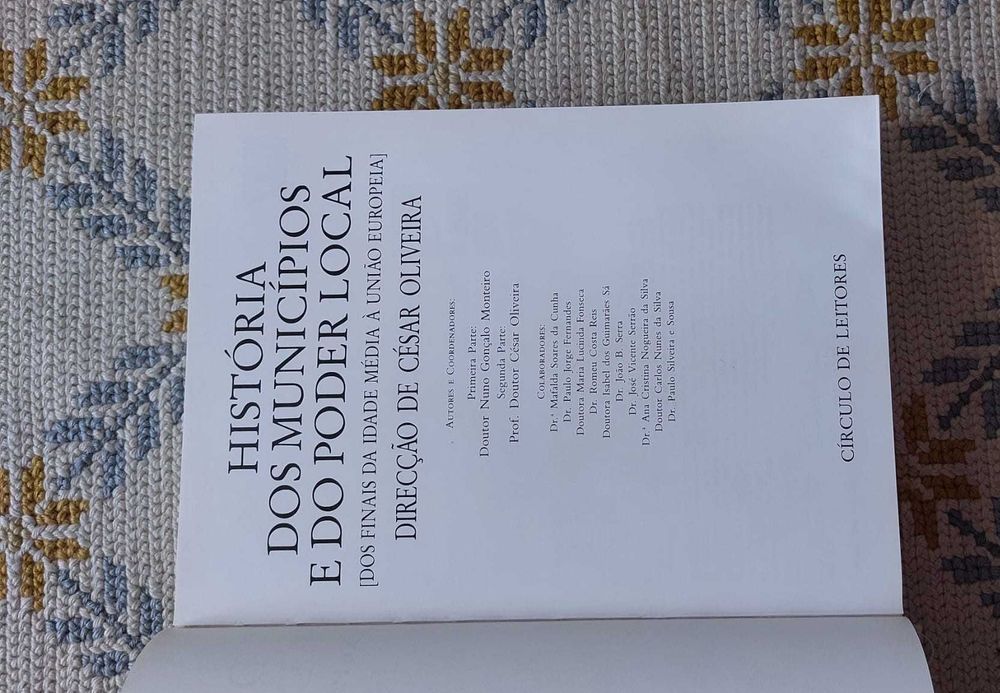 HISTÓRIA
DOS MUNICÍPIOS
E DO PODER LOCAL
[DOS FINAIS DA IDADE MÉDIA À UNIÃO EUROPEIA]
DIRECÇÃO DE CÉSAR OLIVEIRA
AUTORES E COORDENADORES:
Primeira Parte:
Doutor Nuno Gonçalo Monteiro
Segunda Parte:
Prof. Doutor César Oliveira
COLABORADORES:
Dr.ª Mafalda Soares da Cunha
Dr. Paulo Jorge Fernandes
Doutora Maria Lucinda Fonseca
Dr. Romeu Costa Reis
Doutora Isabel dos Guimarães Sá
Dr. João B. Serra
Dr. José Vicente Serrão
Dr.ª Ana Cristina Nogueira da Silva
Doutor Carlos Nunes da Silva
Dr. Paulo Silveira e Sousa
CÍRCULO DE LEITORES